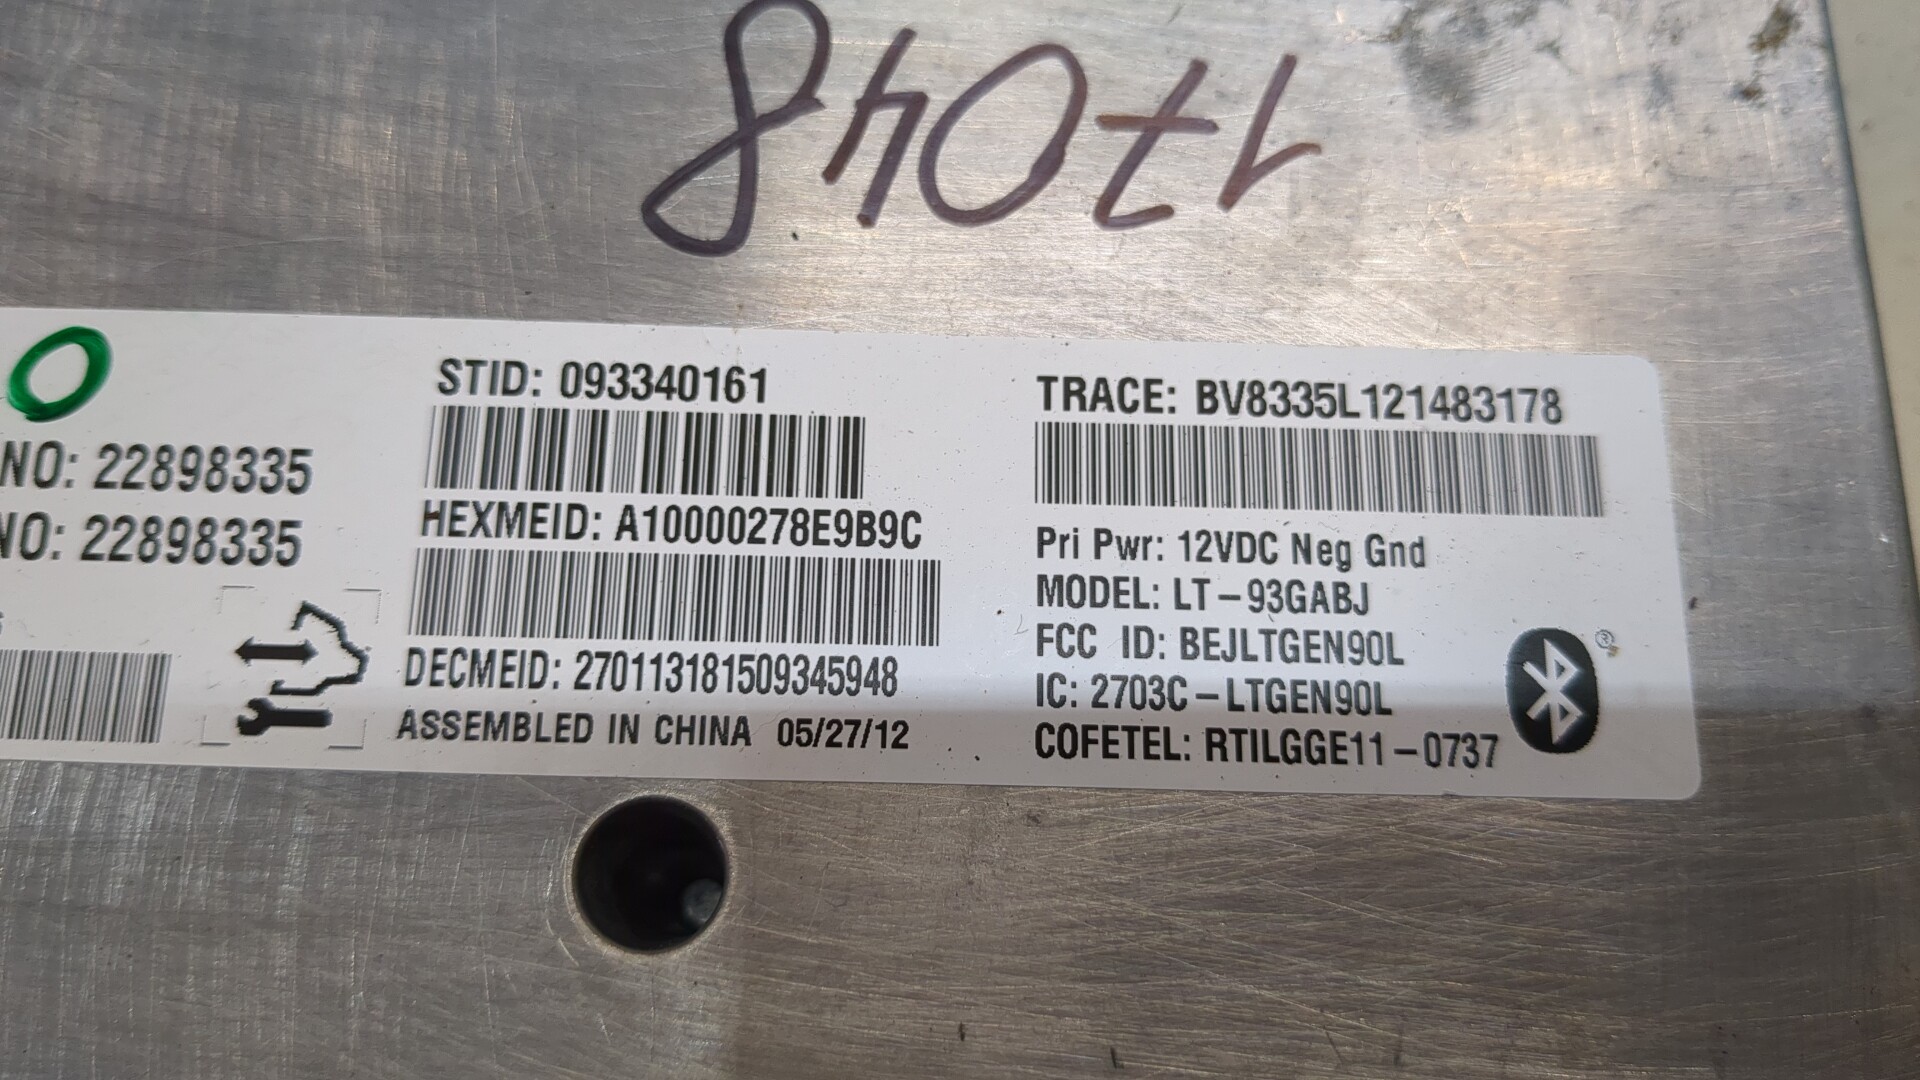 17048
O
NO: 22898335
NO: 22898335
STID: 093340161
HEXMEID: A10000278E9B9C
DECMEID: 270113181509345948
ASSEMBLED IN CHINA 05/27/12
TRACE: BV8335L121483178
Pri Pwr: 12VDC Neg Gnd
MODEL: LT-93GABJ
FCC ID: BEJLTGEN90L
IC: 2703C-LTGEN90L
COFETEL: RTILGGE11-0737
®